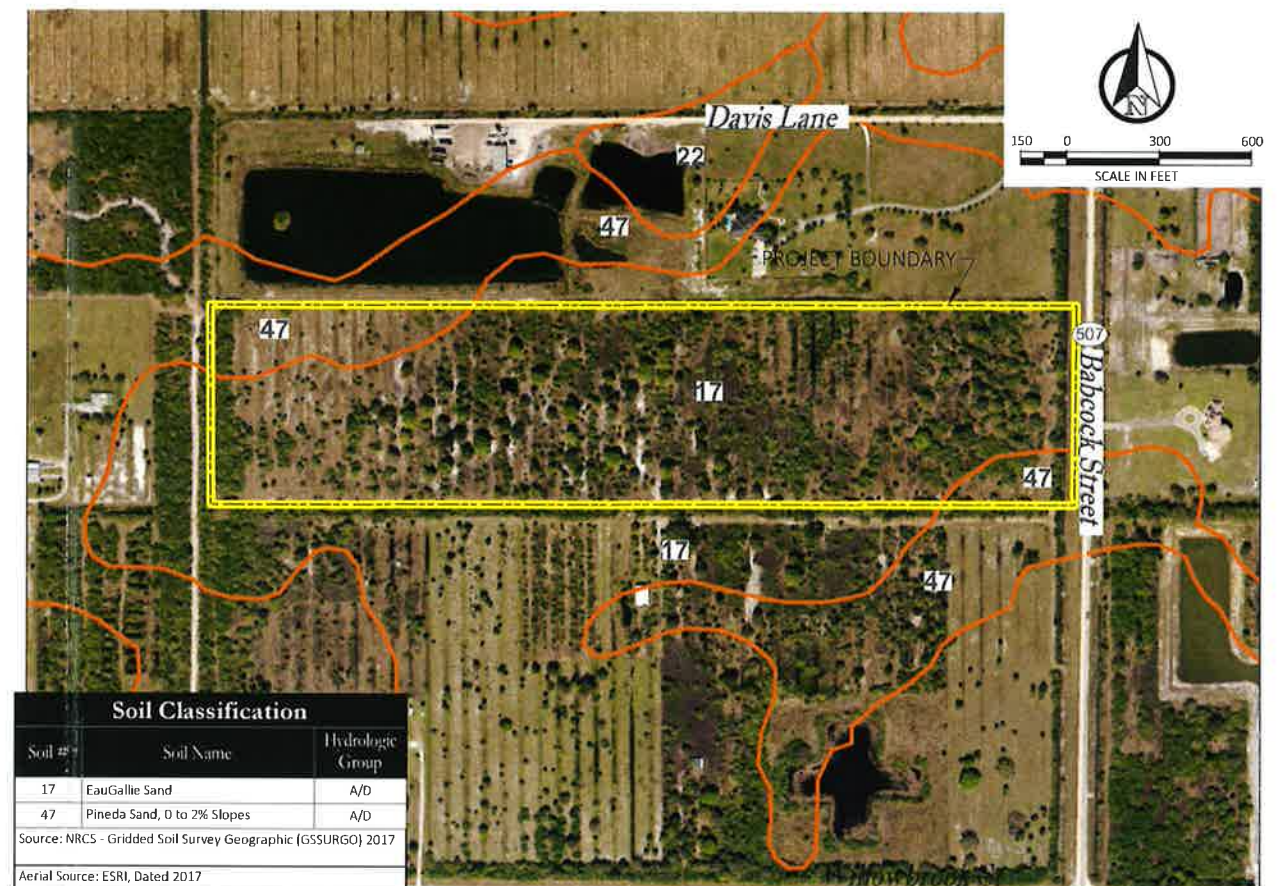 N
150 0 300 600
SCALE IN FEET
Davis Lane
22
47
PROJECT BOUNDARY
47
507
17
Babcock Street
47
17
47
Soil Classification
Soil # Soil Name Hydrologic Group
17 EauGallie Sand A/D
47 Pineda Sand, 0 to 2% Slopes A/D
Source: NRCS - Gridded Soil Survey Geographic (GSSURGO) 2017
Aerial Source: ESRI, Dated 2017